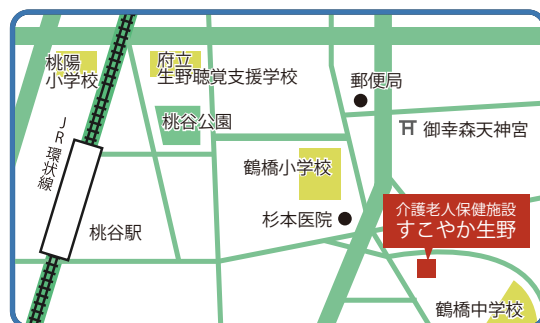 桃陽
小学校
府立
生野聴覚支援学校
郵便局
桃谷公園
御幸森天神宮
JR環状線
鶴橋小学校
介護老人保健施設
すこやか生野
杉本医院
桃谷駅
鶴橋中学校